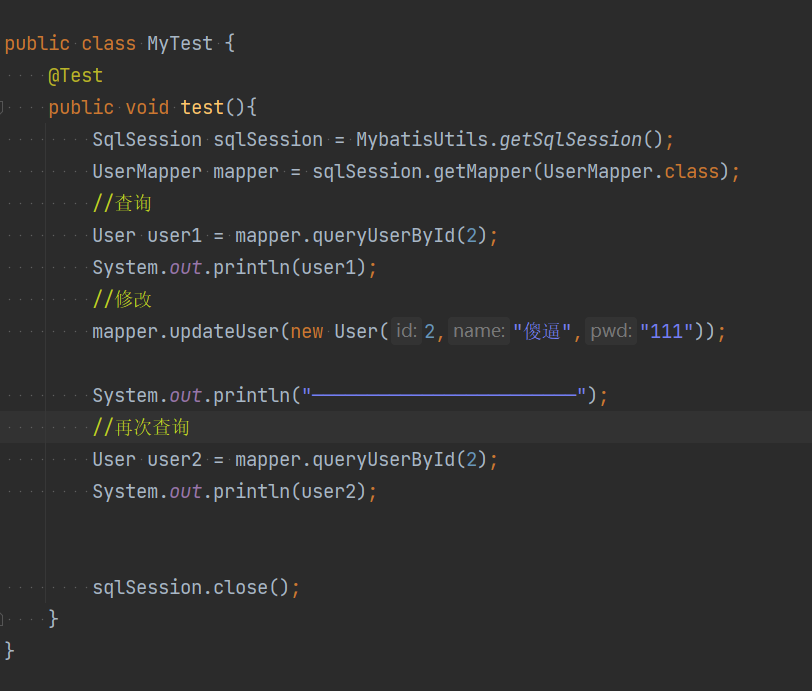 public class MyTest {
@Test
public void test(){
SqlSession sqlSession = MybatisUtils.getSqlSession();
UserMapper mapper = sqlSession.getMapper(UserMapper.class);
//查询
User user1 = mapper.queryUserById(2);
System.out.println(user1);
//修改
mapper.updateUser(new User( id: 2, name: "傻逼", pwd: "111"));
System.out.println("————————————————————————");
//再次查询
User user2 = mapper.queryUserById(2);
System.out.println(user2);
sqlSession.close();
}
}